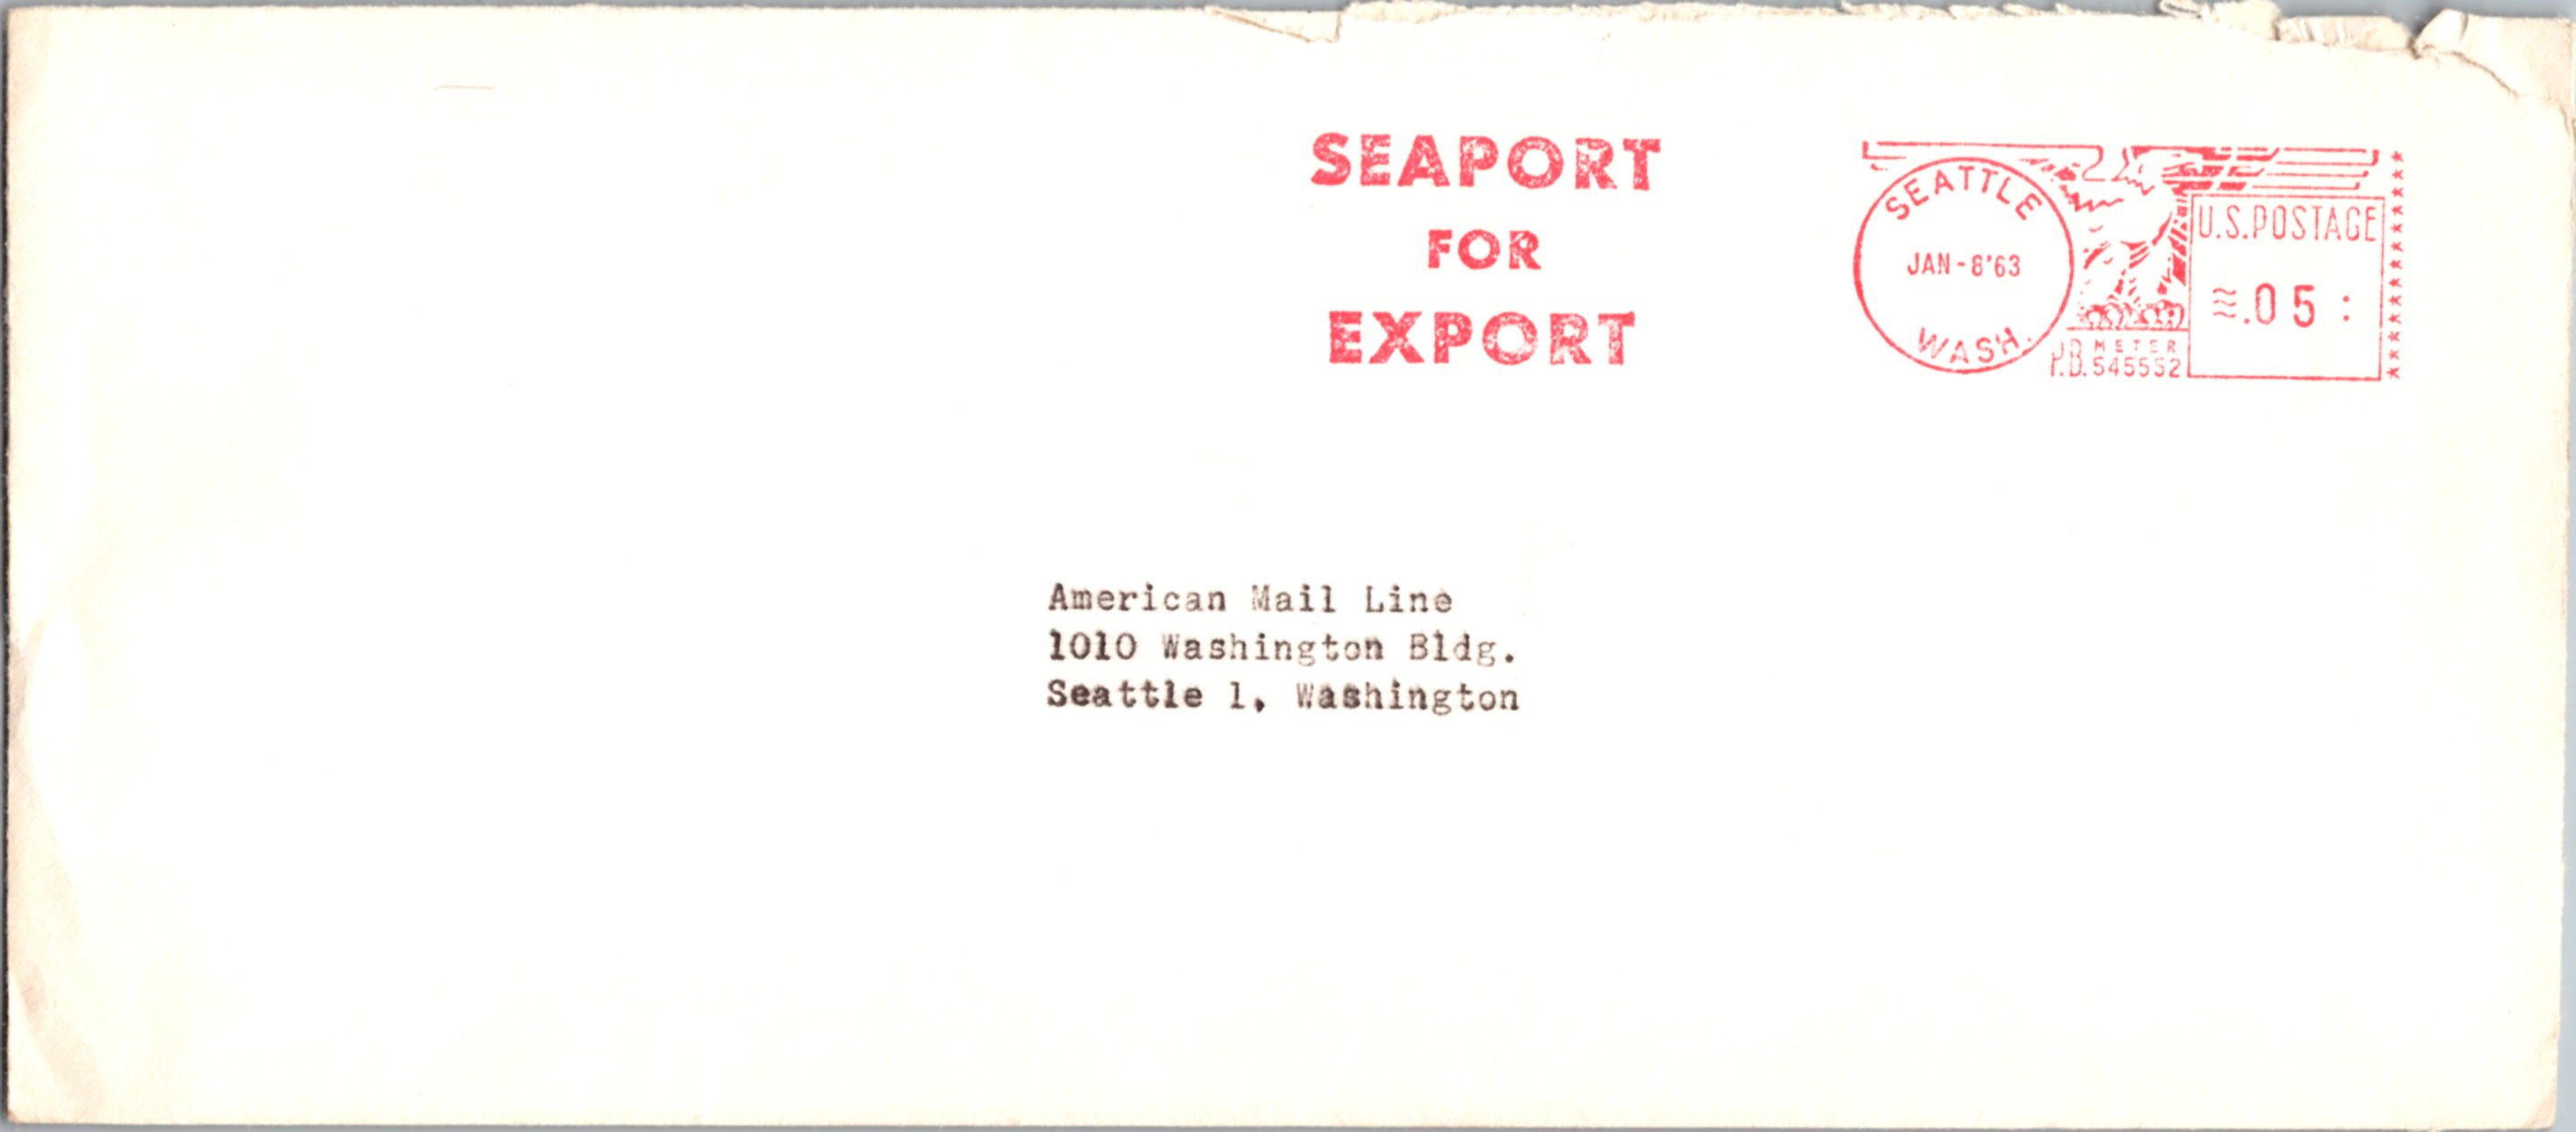 SEAPORT
FOR
EXPORT
SEATTLE
JAN-8'63
WASH.
P.B. METER
545552
U.S.POSTAGE
.05
American Mail Line
1010 Washington Bldg.
Seattle 1, Washington